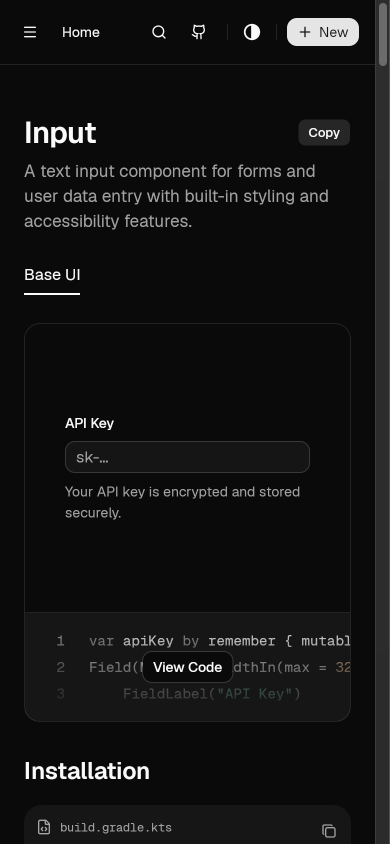 Home
New
Input
Copy
A text input component for forms and
user data entry with built-in styling and
accessibility features.
Base UI
API Key
sk-...
Your API key is encrypted and stored
securely.
1 var apiKey by remember { mutabl
2 Field( dthIn(max = 32
View Code
3 FieldLabel("API Key")
Installation
build.gradle.kts